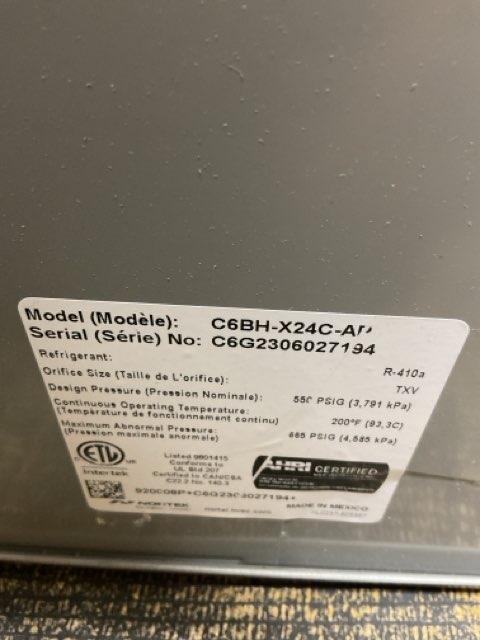 Model (Modèle): C6BH-X24C-AP
Serial (Série) No: C6G2306027194
Refrigerant: R-410a
Orifice Size (Taille de L'orifice): TXV
Design Pressure (Pression Nominale): 550 PSIG (3,791 kPa)
Continuous Operating Temperature: 200°F (93,3C)
(Température de fonctionnement continu)
Maximum Abnormal Pressure: 665 PSIG (4,585 kPa)
(Pression maximale anormale)
ETL
Intertek
Listed 9801415
Conforms to
UL Std 207
Certified to CAN/CSA
C22.2 No. 140.3
AHRI CERTIFIED
NORTEK
MADE IN MEXICO